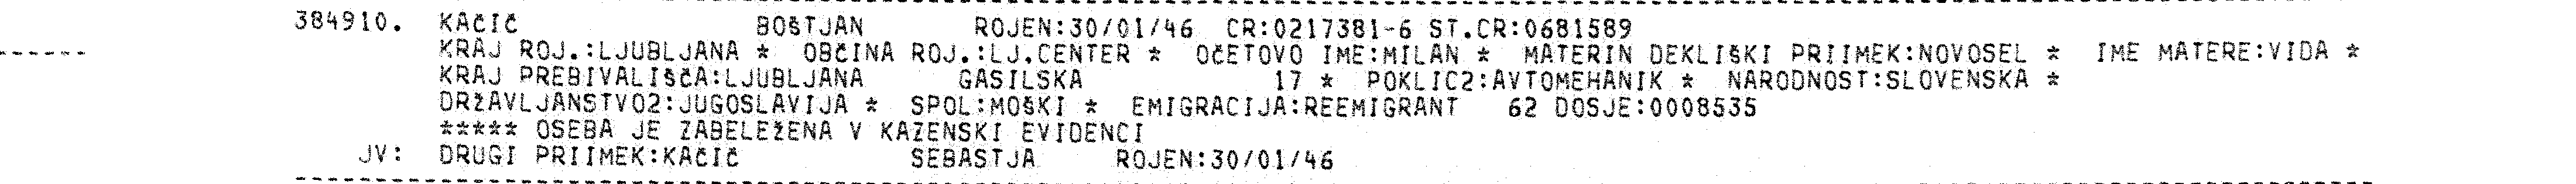 384910. KAČIČ BOŠTJAN ROJEN:30/01/46 CR:0217381-6 ST.CR:0681589
KRAJ ROJ.:LJUBLJANA * OBČINA ROJ.:LJ.CENTER * OČETOVO IME:MILAN * MATERIN DEKLIŠKI PRIIMEK:NOVOSEL * IME MATERE:VIDA *
KRAJ PREBIVALIŠČA:LJUBLJANA GASILSKA 17 * POKLIC2:AVTOMEHANIK * NARODNOST:SLOVENSKA *
DRŽAVLJANSTVO2:JUGOSLAVIJA * SPOL:MOŠKI * EMIGRACIJA:REEMIGRANT 62 DOSJE:0008535
***** OSEBA JE ZABELEŽENA V KAZENSKI EVIDENCI
JV: DRUGI PRIIMEK:KAČIČ SEBASTJA ROJEN:30/01/46